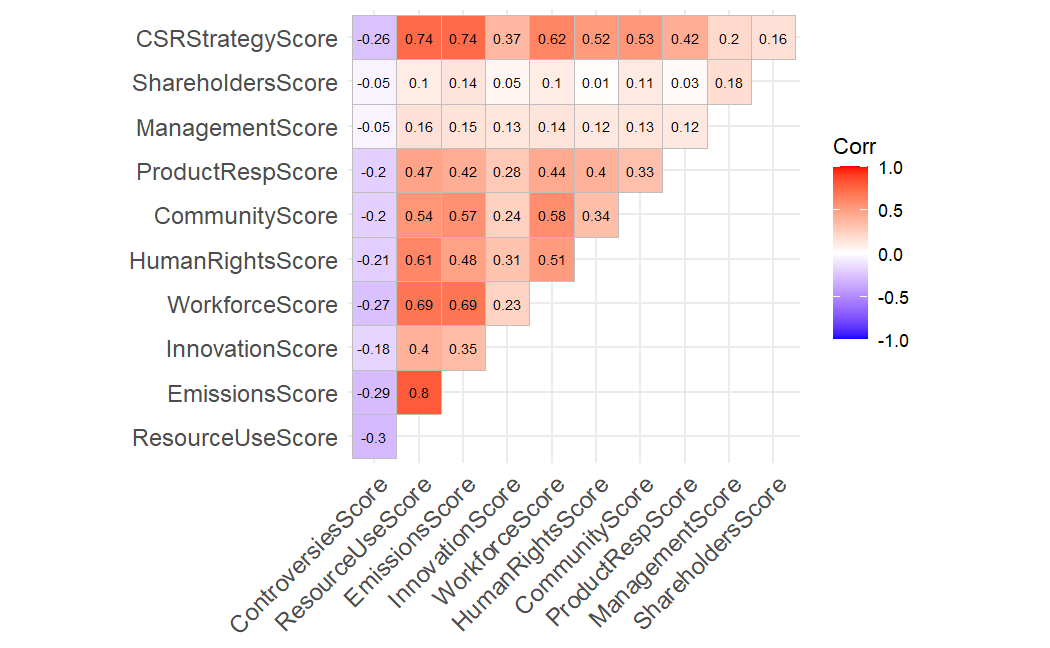 CSRStrategyScore -0.26 0.74 0.74 0.37 0.62 0.52 0.53 0.42 0.2 0.16
ShareholdersScore -0.05 0.1 0.14 0.05 0.1 0.01 0.11 0.03 0.18
ManagementScore -0.05 0.16 0.15 0.13 0.14 0.12 0.13 0.12
ProductRespScore -0.2 0.47 0.42 0.28 0.44 0.4 0.33
CommunityScore -0.2 0.54 0.57 0.24 0.58 0.34
HumanRightsScore -0.21 0.61 0.48 0.31 0.51
WorkforceScore -0.27 0.69 0.69 0.23
InnovationScore -0.18 0.4 0.35
EmissionsScore -0.29 0.8
ResourceUseScore -0.3
ControversiesScore
ResourceUseScore
EmissionsScore
InnovationScore
WorkforceScore
HumanRightsScore
CommunityScore
ProductRespScore
ManagementScore
ShareholdersScore
Corr
1.0
0.5
0.0
-0.5
-1.0